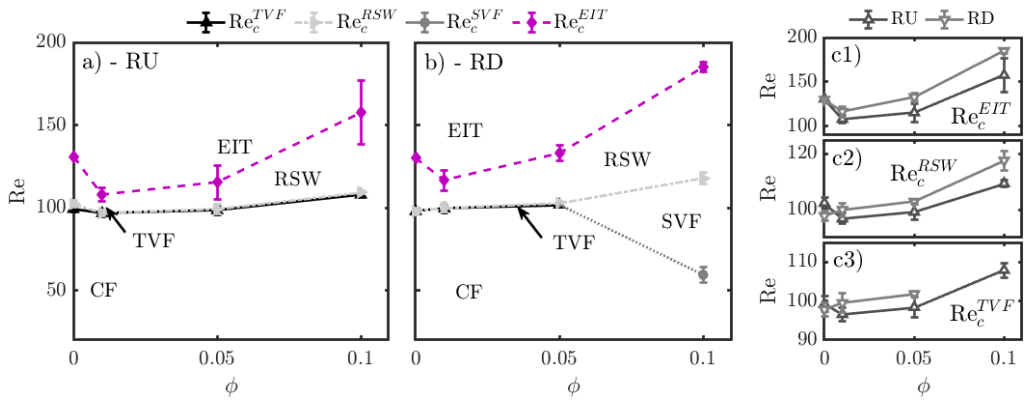 Re_c^{TVF} Re_c^{RSW} Re_c^{SVF} Re_c^{EIT}
a) - RU
b) - RD
200
150
100
50
Re
EIT
RSW
TVF
CF
0 0.05 0.1
ϕ
EIT
RSW
SVF
TVF
CF
0 0.05 0.1
ϕ
RU RD
c1)
200
150
100
Re
Re_c^{EIT}
c2)
120
100
Re
Re_c^{RSW}
c3)
110
100
90
Re
Re_c^{TVF}
0 0.05 0.1
ϕ